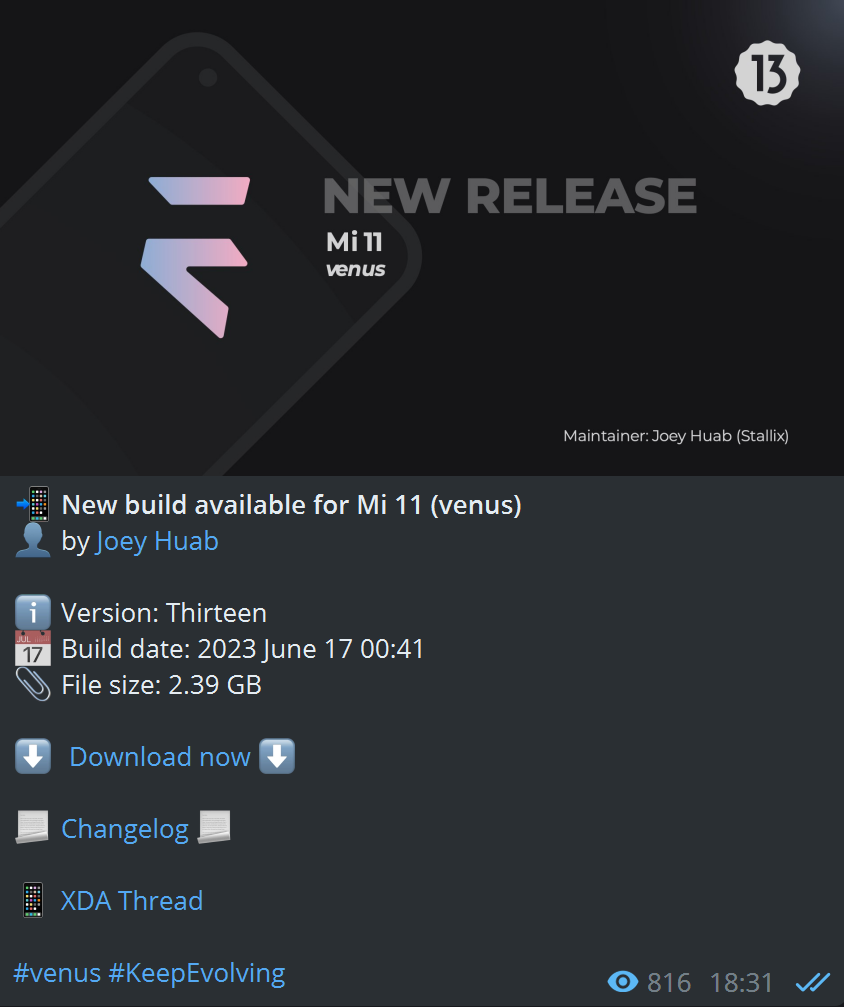 13
NEW RELEASE
Mi 11
venus
Maintainer: Joey Huab (Stallix)
📲 New build available for Mi 11 (venus)
👤 by Joey Huab
ℹ️ Version: Thirteen
📅 Build date: 2023 June 17 00:41
📎 File size: 2.39 GB
⬇️ Download now ⬇️
📃 Changelog 📃
📱 XDA Thread
#venus #KeepEvolving
816 18:31